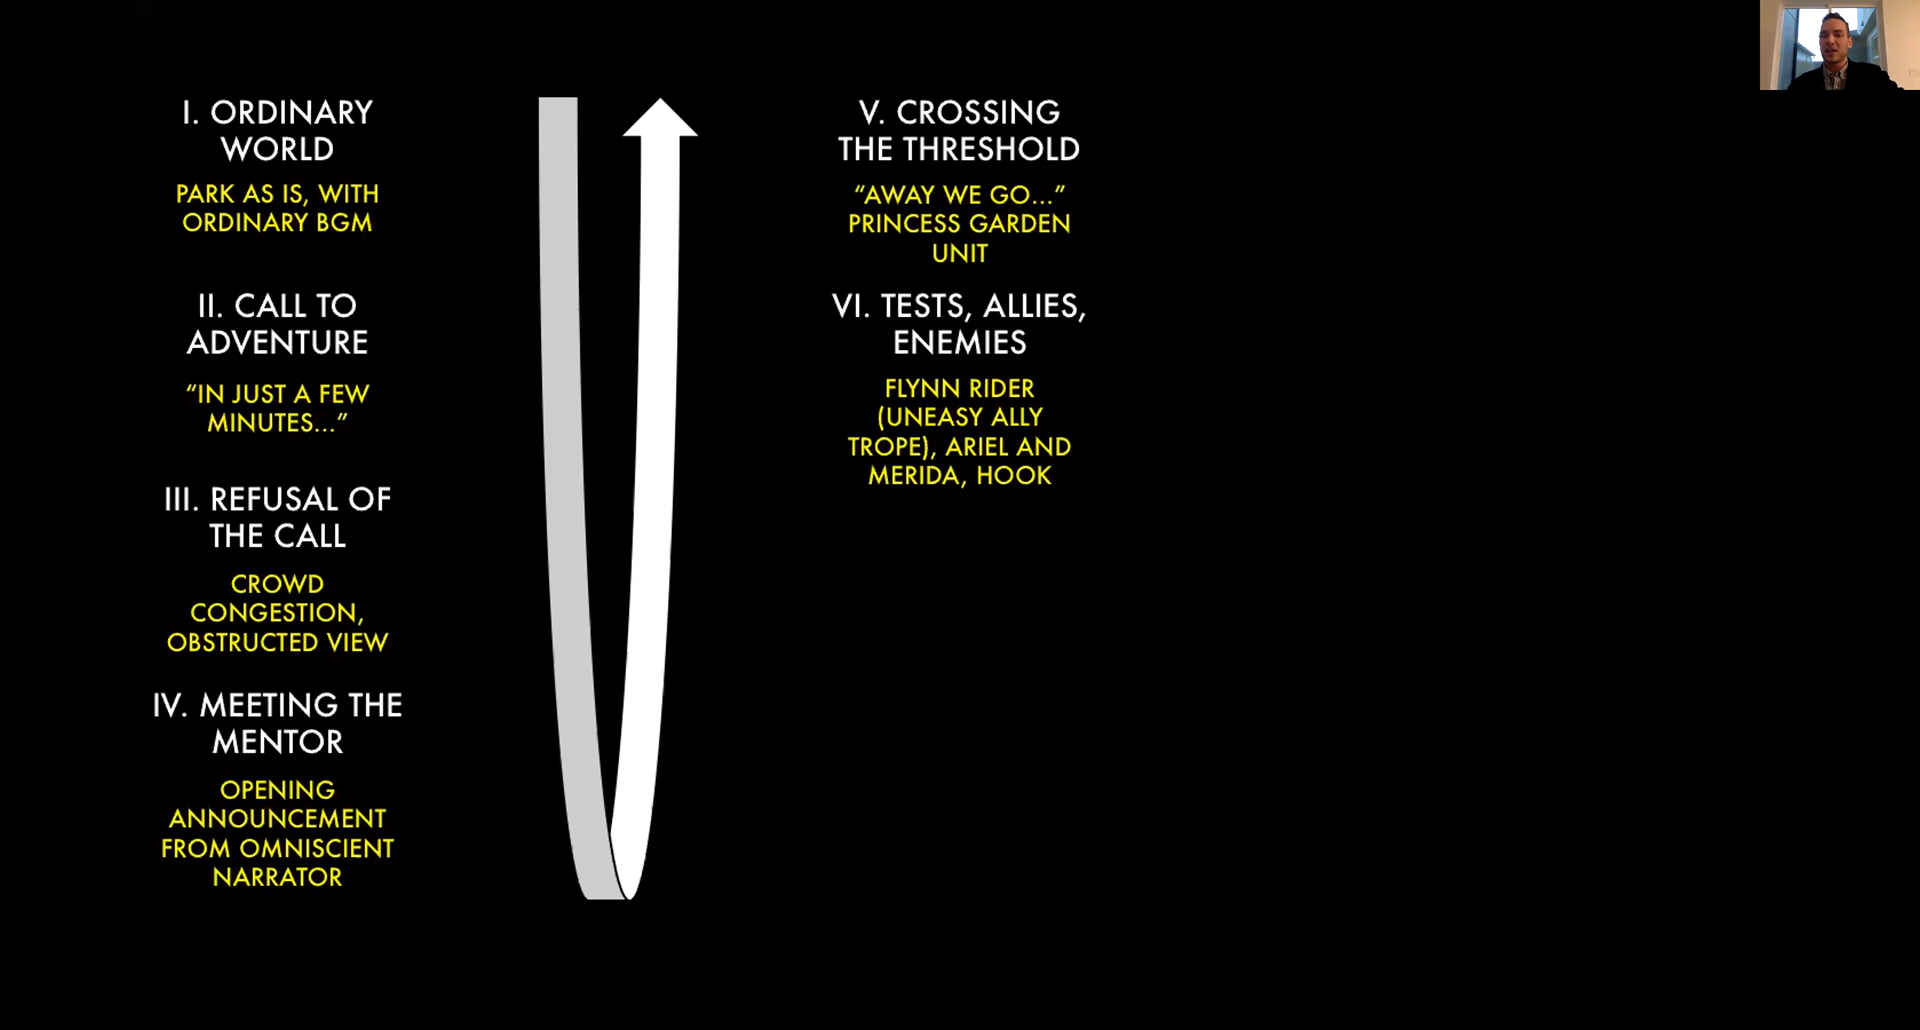 I. ORDINARY
WORLD
PARK AS IS, WITH
ORDINARY BGM
II. CALL TO
ADVENTURE
“IN JUST A FEW
MINUTES...”
III. REFUSAL OF
THE CALL
CROWD
CONGESTION,
OBSTRUCTED VIEW
IV. MEETING THE
MENTOR
OPENING
ANNOUNCEMENT
FROM OMNISCIENT
NARRATOR
V. CROSSING
THE THRESHOLD
“AWAY WE GO...”
PRINCESS GARDEN
UNIT
VI. TESTS, ALLIES,
ENEMIES
FLYNN RIDER
(UNEASY ALLY
TROPE), ARIEL AND
MERIDA, HOOK